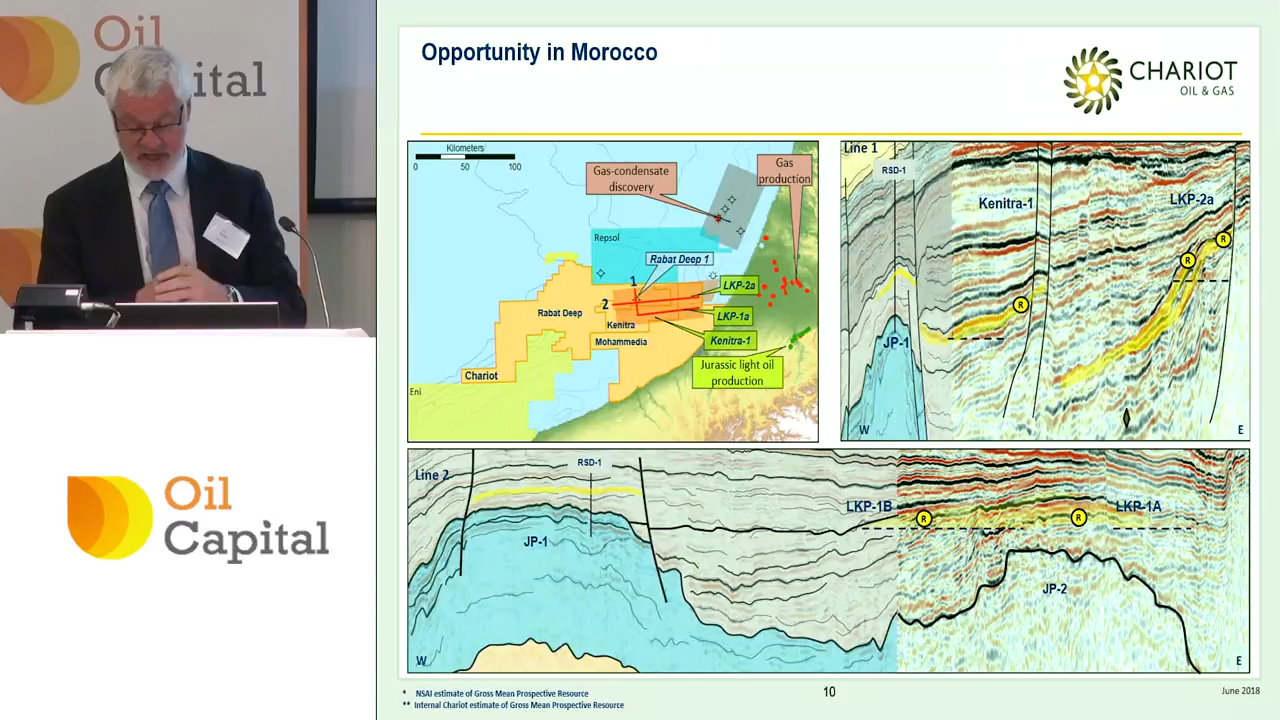 Oil
Capital
Oil
Capital
Opportunity in Morocco
CHARIOT
OIL & GAS
Kilometers
0 50 100
Gas-condensate
discovery
Gas
production
Repsol
Rabat Deep 1
1
2
LKP-2a
LKP-1a
Kenitra-1
Rabat Deep
Kenitra
Mohammedia
Chariot
Eni
Jurassic light oil
production
Line 1
RSD-1
Kenitra-1
LKP-2a
R
R
R
JP-1
W
E
Line 2
RSD-1
LKP-1B
LKP-1A
R
R
JP-1
JP-2
W
E
* NSAI estimate of Gross Mean Prospective Resource
** Internal Chariot estimate of Gross Mean Prospective Resource
10
June 2018